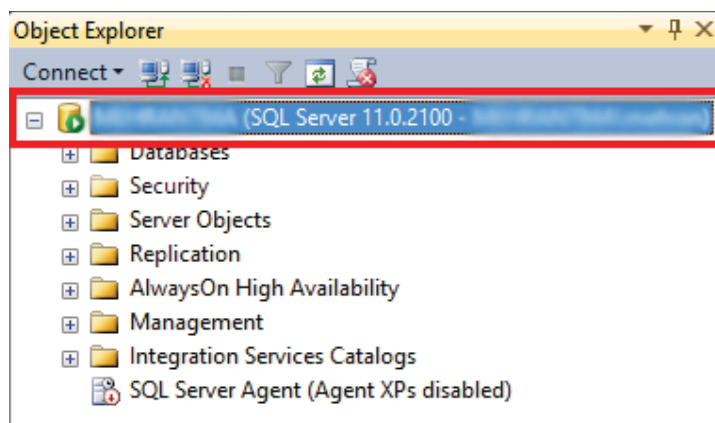 Object Explorer
Connect
(SQL Server 11.0.2100 -
Databases
Security
Server Objects
Replication
AlwaysOn High Availability
Management
Integration Services Catalogs
SQL Server Agent (Agent XPs disabled)